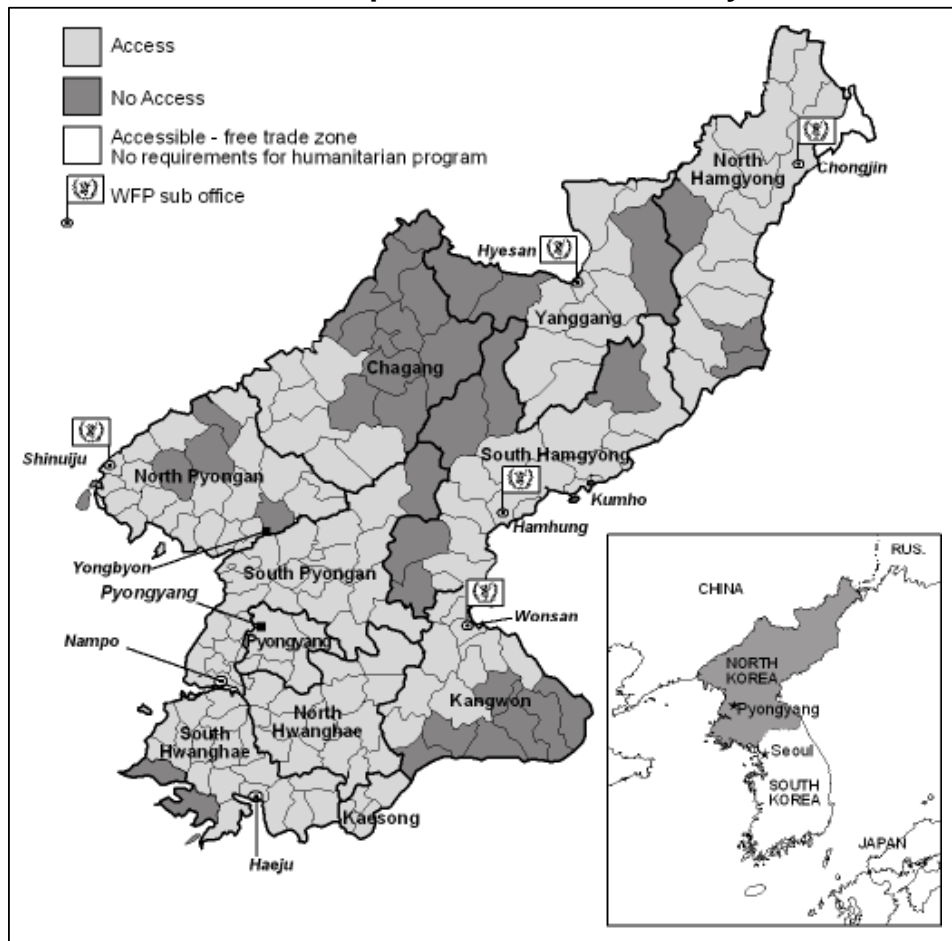 Access
No Access
Accessible - free trade zone
No requirements for humanitarian program
WFP sub office
North
Hamgyong
Chongjin
Hyesan
Yanggang
Chagang
Shinuiju
North Pyongan
South Hamgyong
Kumho
Hamhung
Yongbyon
South Pyongan
Pyongyang
Pyongyang
Wonsan
Nampo
Kangwon
North
Hwanghae
South
Hwanghae
Kaesong
Haeju
RUS.
CHINA
NORTH
KOREA
Pyongyang
Seoul
SOUTH
KOREA
JAPAN